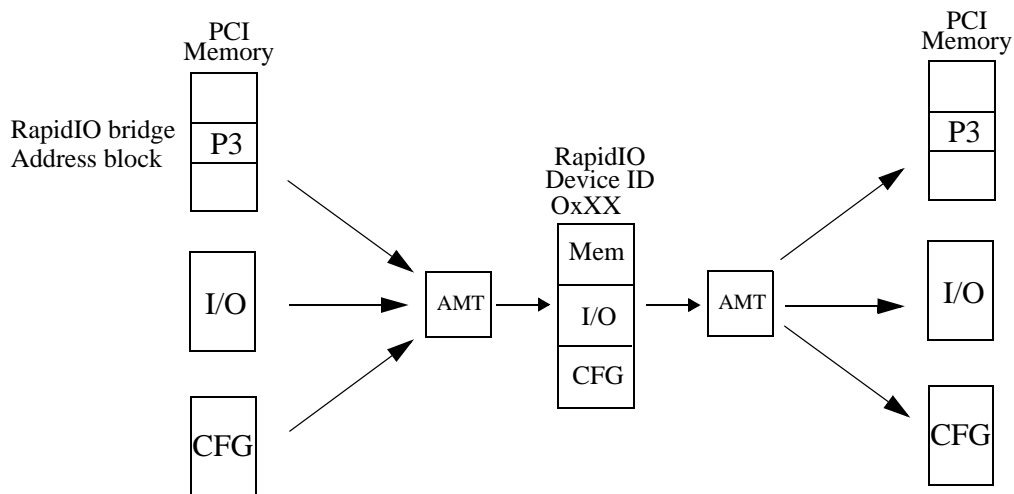 PCI
Memory
RapidIO bridge
Address block
P3
I/O
CFG
AMT
RapidIO
Device ID
OxXX
Mem
I/O
CFG
AMT
PCI
Memory
P3
I/O
CFG